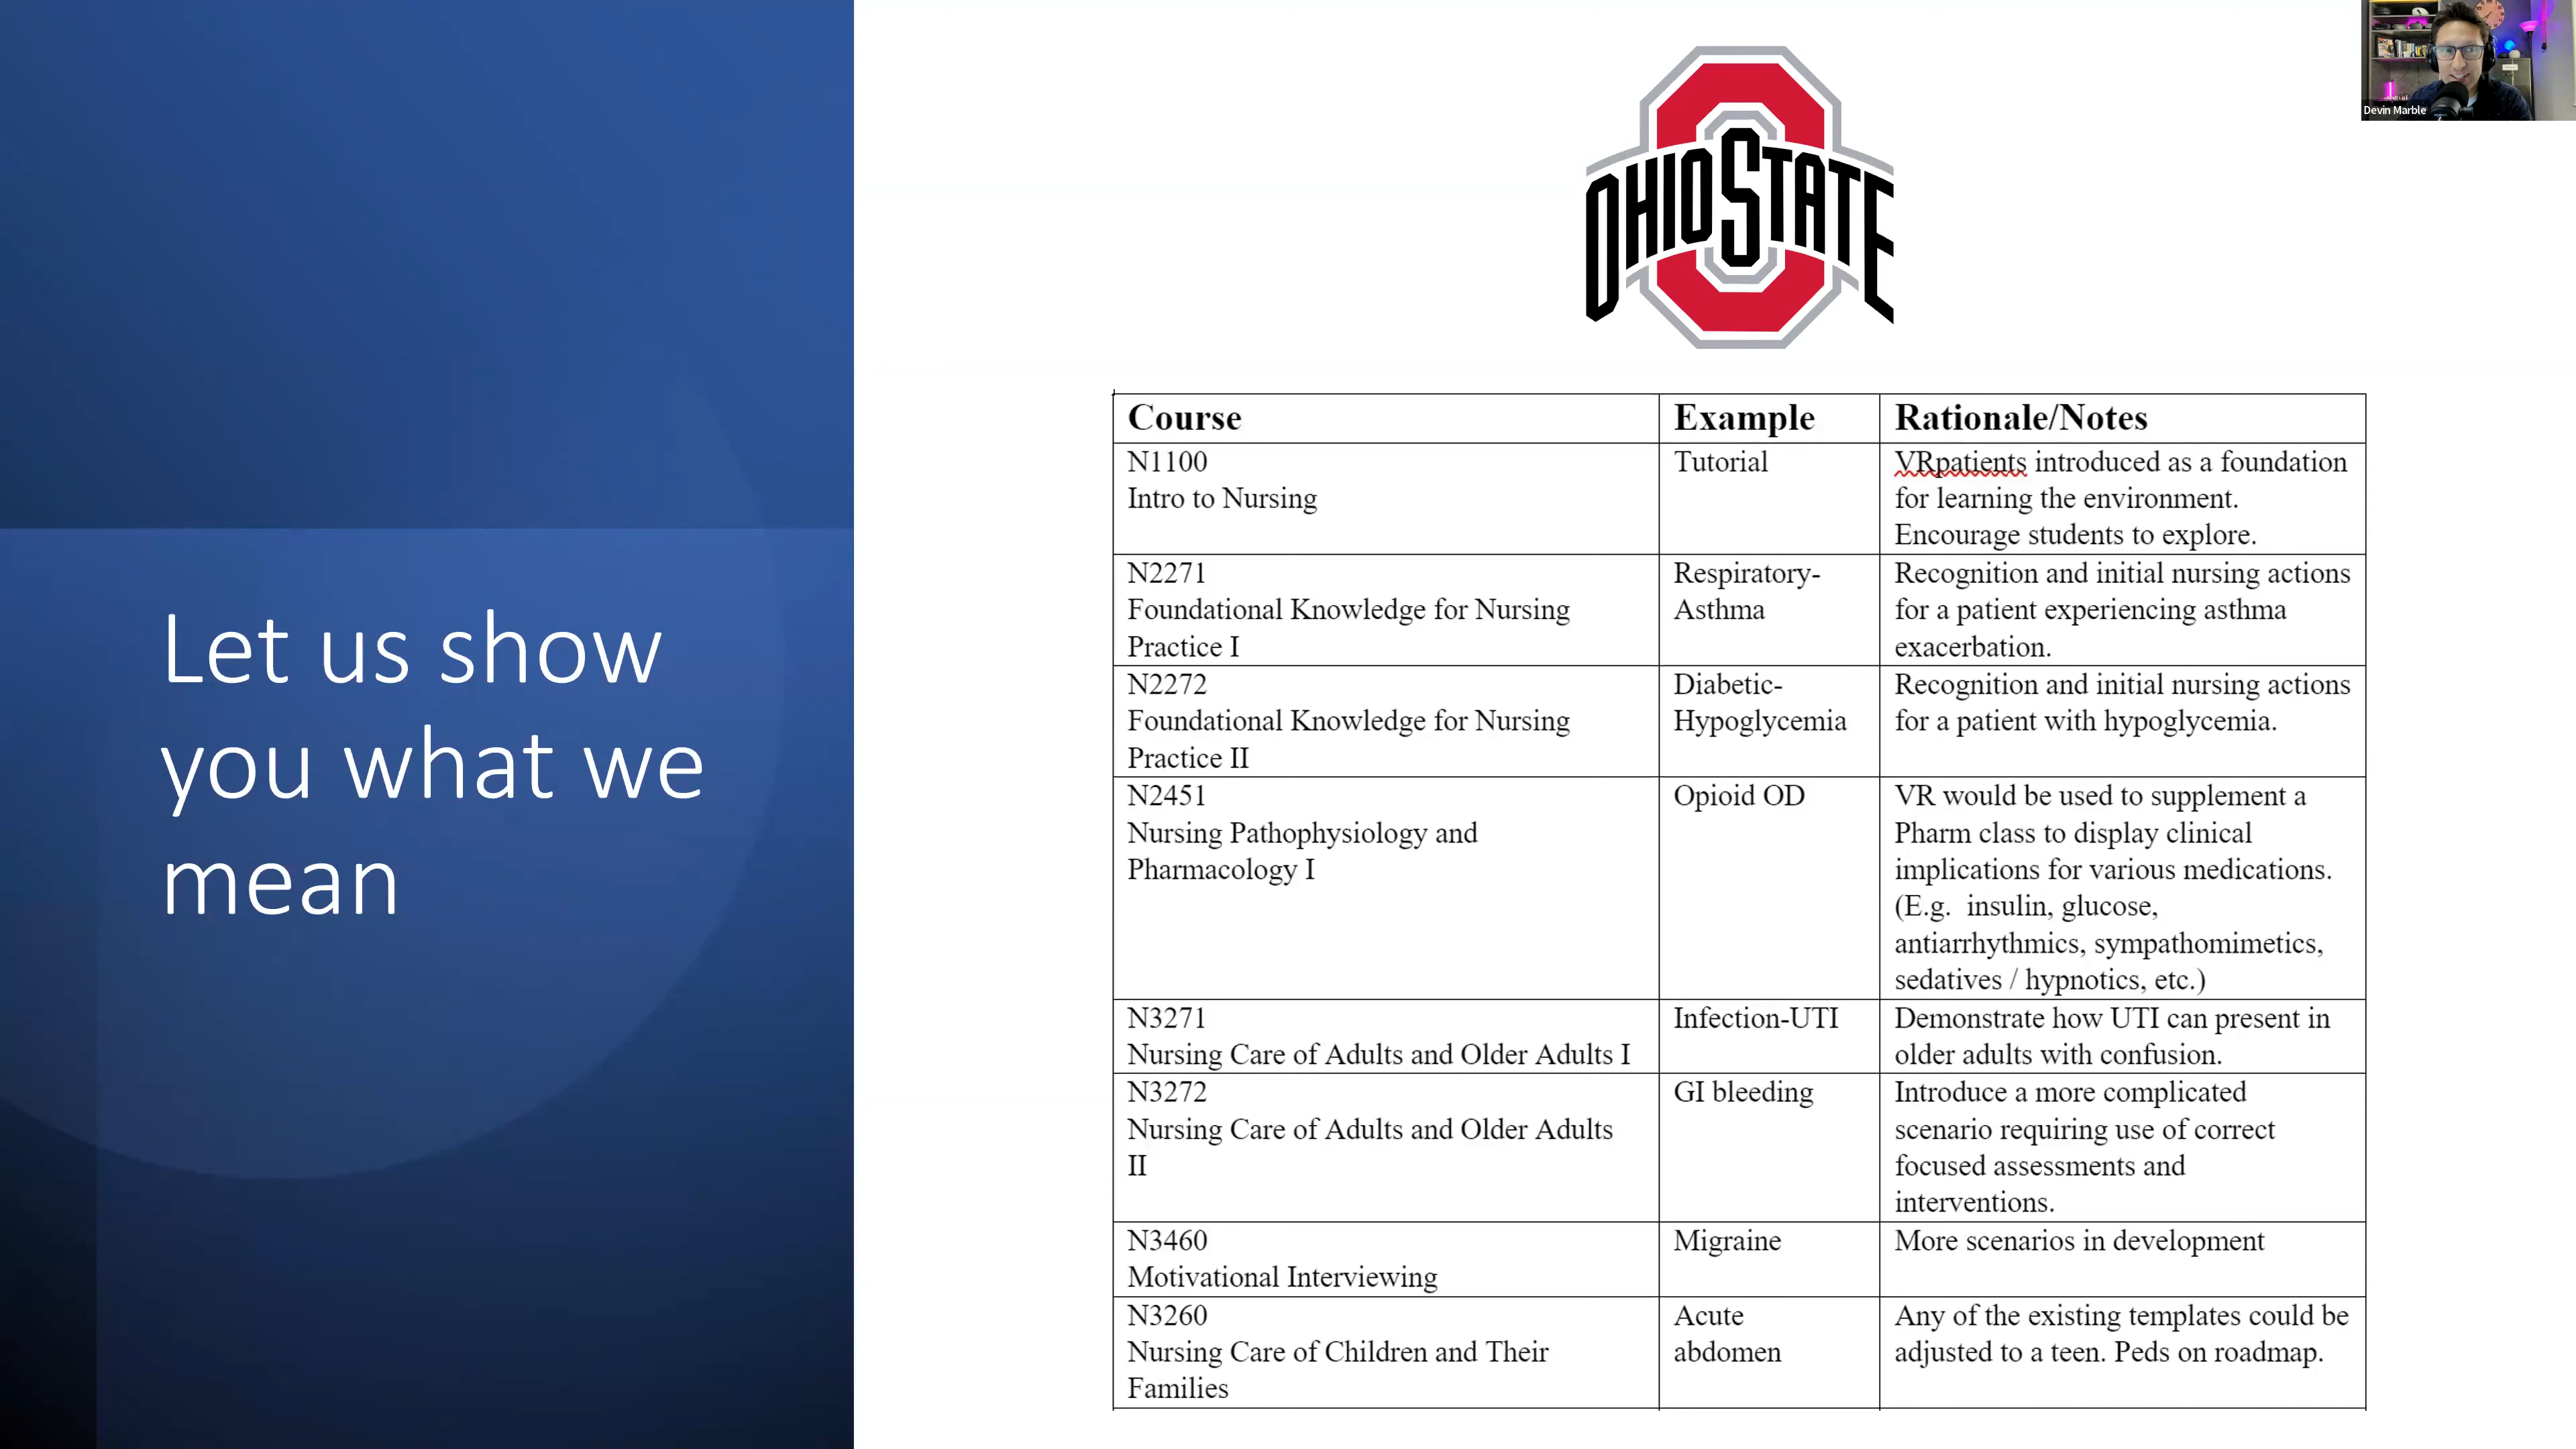 Let us show
you what we
mean
OHIO STATE
Devin Marble
Course
Example
Rationale/Notes
N1100
Intro to Nursing
Tutorial
VRpatients introduced as a foundation
for learning the environment.
Encourage students to explore.
N2271
Foundational Knowledge for Nursing
Practice I
Respiratory-
Asthma
Recognition and initial nursing actions
for a patient experiencing asthma
exacerbation.
N2272
Foundational Knowledge for Nursing
Practice II
Diabetic-
Hypoglycemia
Recognition and initial nursing actions
for a patient with hypoglycemia.
N2451
Nursing Pathophysiology and
Pharmacology I
Opioid OD
VR would be used to supplement a
Pharm class to display clinical
implications for various medications.
(E.g.  insulin, glucose,
antiarrhythmics, sympathomimetics,
sedatives / hypnotics, etc.)
N3271
Nursing Care of Adults and Older Adults I
Infection-UTI
Demonstrate how UTI can present in
older adults with confusion.
N3272
Nursing Care of Adults and Older Adults
II
GI bleeding
Introduce a more complicated
scenario requiring use of correct
focused assessments and
interventions.
N3460
Motivational Interviewing
Migraine
More scenarios in development
N3260
Nursing Care of Children and Their
Families
Acute
abdomen
Any of the existing templates could be
adjusted to a teen. Peds on roadmap.